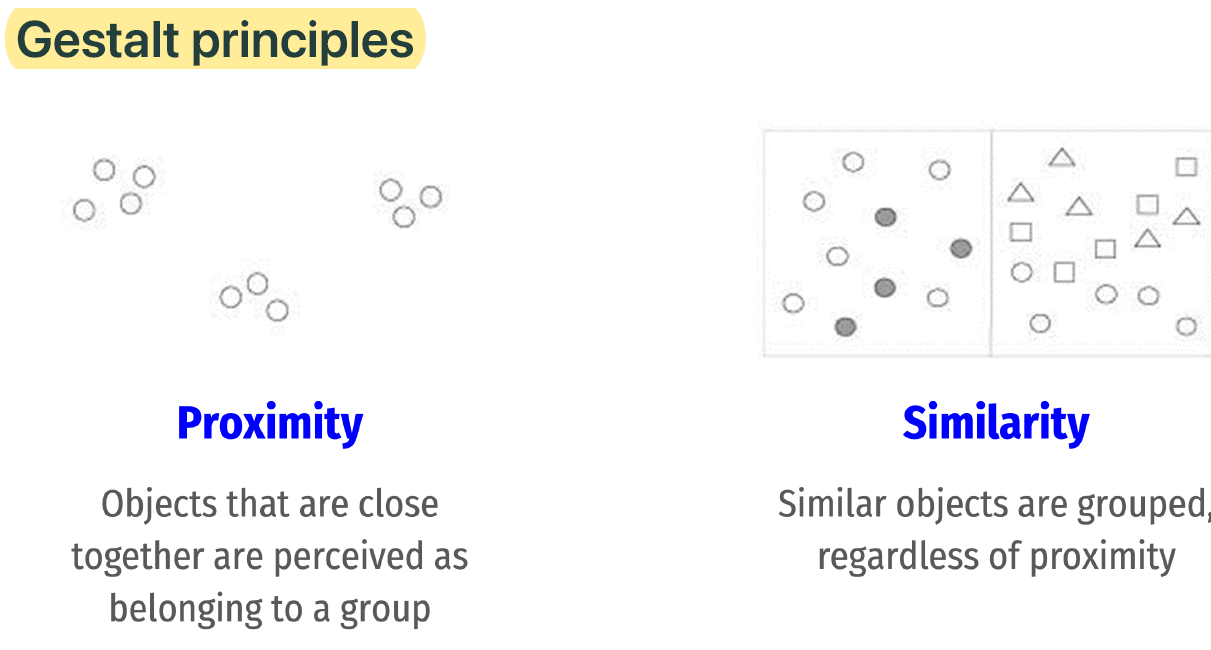 Gestalt principles
Proximity
Objects that are close
together are perceived as
belonging to a group
Similarity
Similar objects are grouped,
regardless of proximity